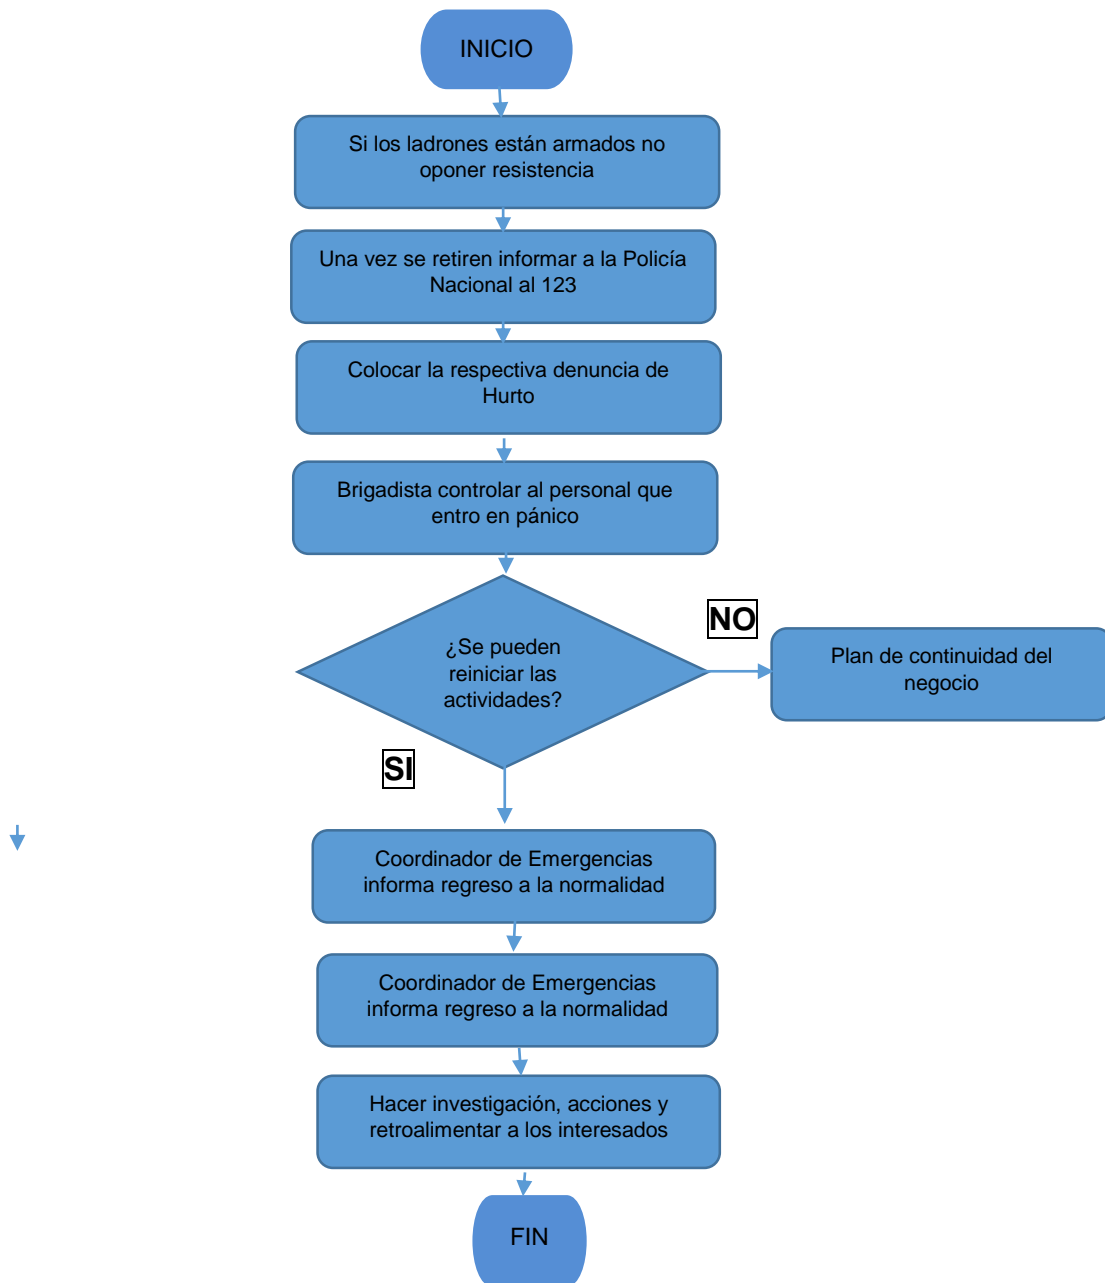 INICIO
Si los ladrones están armados no
oponer resistencia
Una vez se retiren informar a la Policía
Nacional al 123
Colocar la respectiva denuncia de
Hurto
Brigadista controlar al personal que
entro en pánico
¿Se pueden
reiniciar las
actividades?
NO
Plan de continuidad del
negocio
SI
Coordinador de Emergencias
informa regreso a la normalidad
Coordinador de Emergencias
informa regreso a la normalidad
Hacer investigación, acciones y
retroalimentar a los interesados
FIN